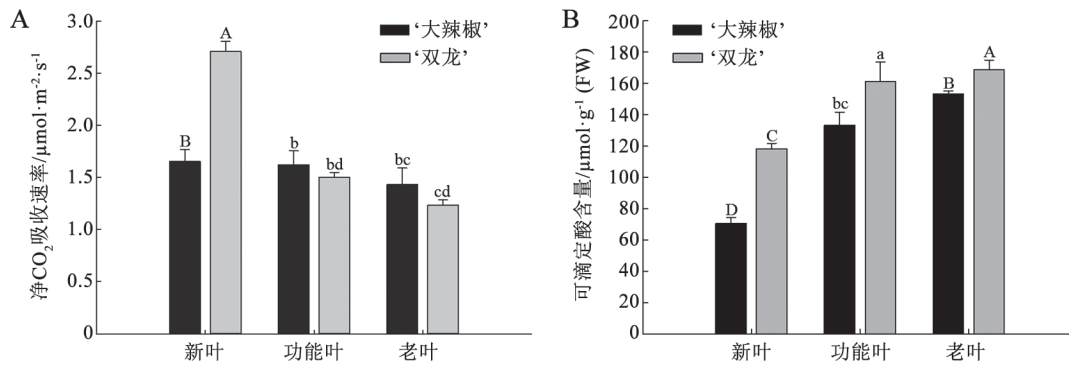 A
净CO₂吸收速率/μmol·m⁻²·s⁻¹
3.0
2.5
2.0
1.5
1.0
0.5
0
‘大辣椒’
‘双龙’
B
A
b
bd
bc
cd
新叶
功能叶
老叶
B
可滴定酸含量/μmol·g⁻¹ (FW)
200
180
160
140
120
100
80
60
40
20
0
‘大辣椒’
‘双龙’
D
C
bc
a
B
A
新叶
功能叶
老叶